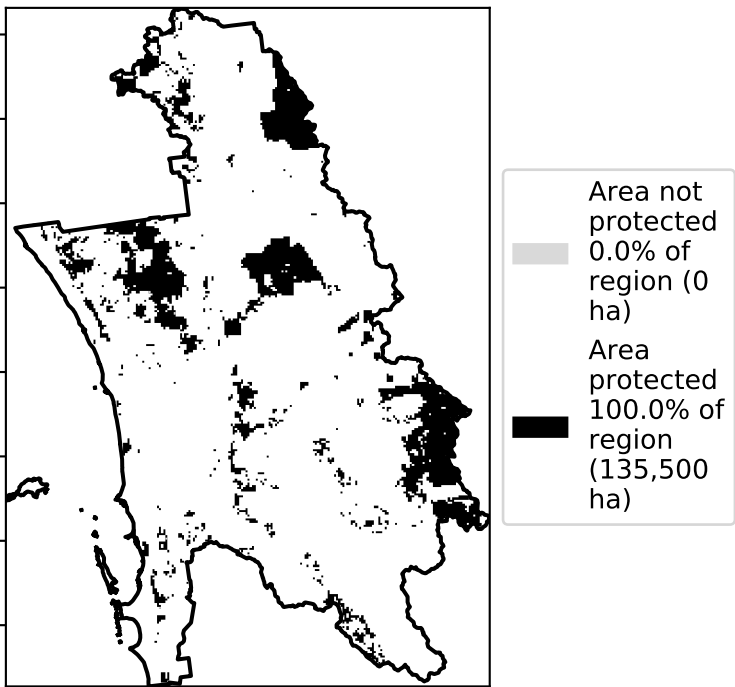 Area not
protected
0.0% of
region (0
ha)
Area
protected
100.0% of
region
(135,500
ha)